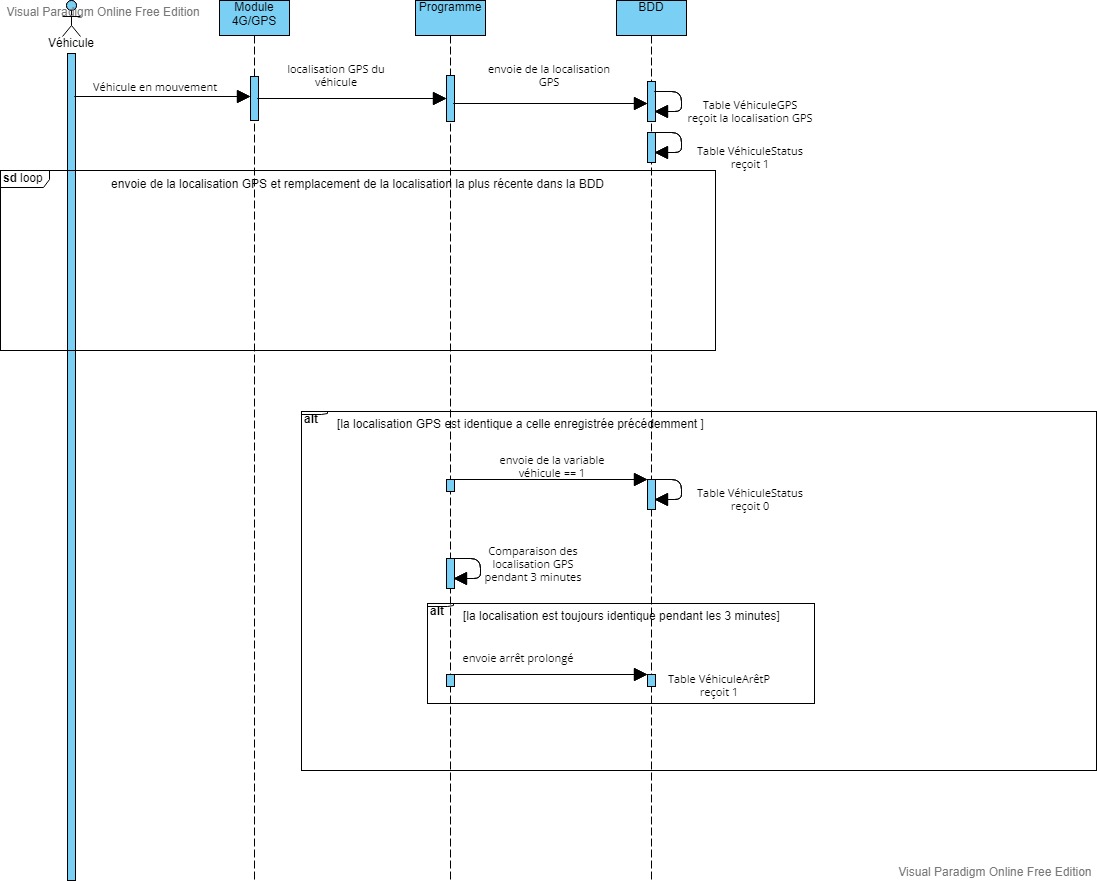 Visual Paradigm Online Free Edition
Véhicule
Module
4G/GPS
Programme
BDD
Véhicule en mouvement
localisation GPS du
véhicule
envoie de la localisation
GPS
Table VéhiculeGPS
reçoit la localisation GPS
Table VéhiculeStatus
reçoit 1
sd loop
envoie de la localisation GPS et remplacement de la localisation la plus récente dans la BDD
alt
[la localisation GPS est identique a celle enregistrée précédemment ]
envoie de la variable
véhicule == 1
Table VéhiculeStatus
reçoit 0
Comparaison des
localisation GPS
pendant 3 minutes
alt
[la localisation est toujours identique pendant les 3 minutes]
envoie arrêt prolongé
Table VéhiculeArêtP
reçoit 1
Visual Paradigm Online Free Edition